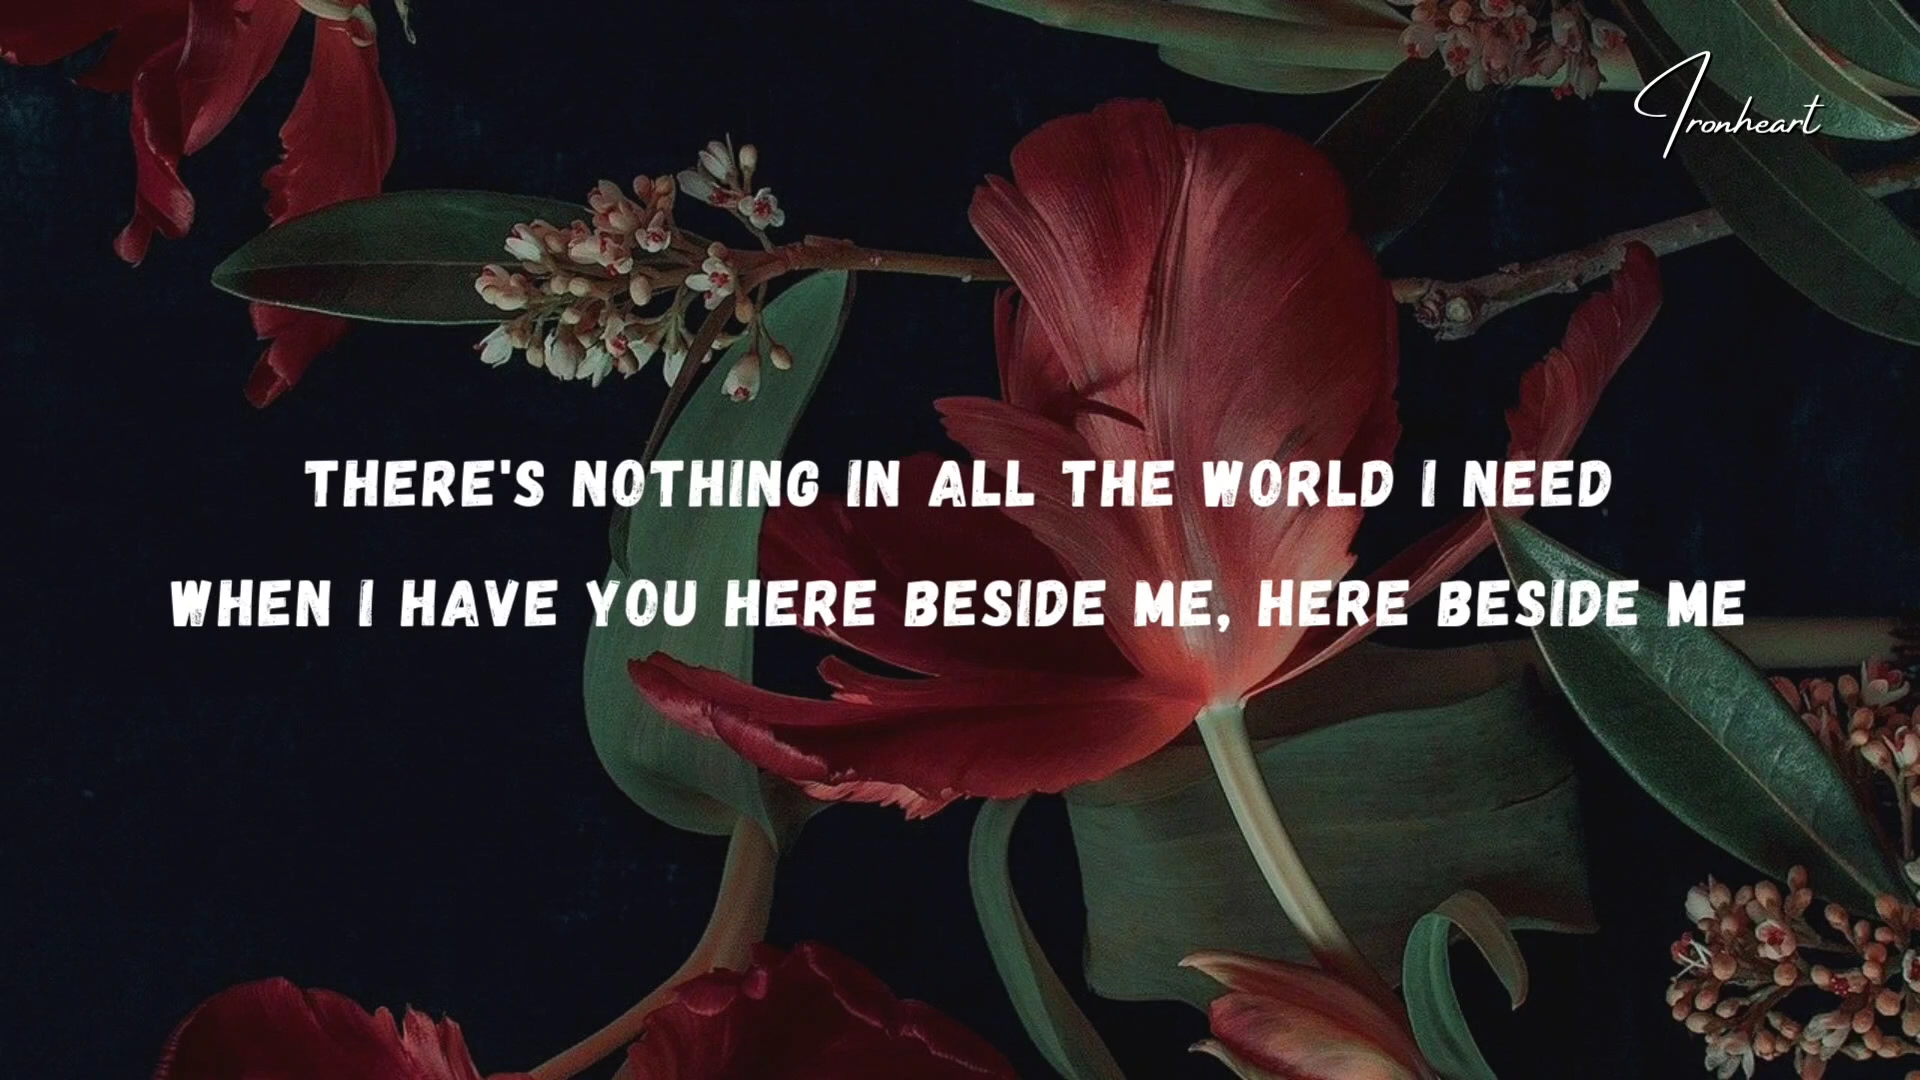 Ironheart
THERE'S NOTHING IN ALL THE WORLD I NEED
WHEN I HAVE YOU HERE BESIDE ME, HERE BESIDE ME